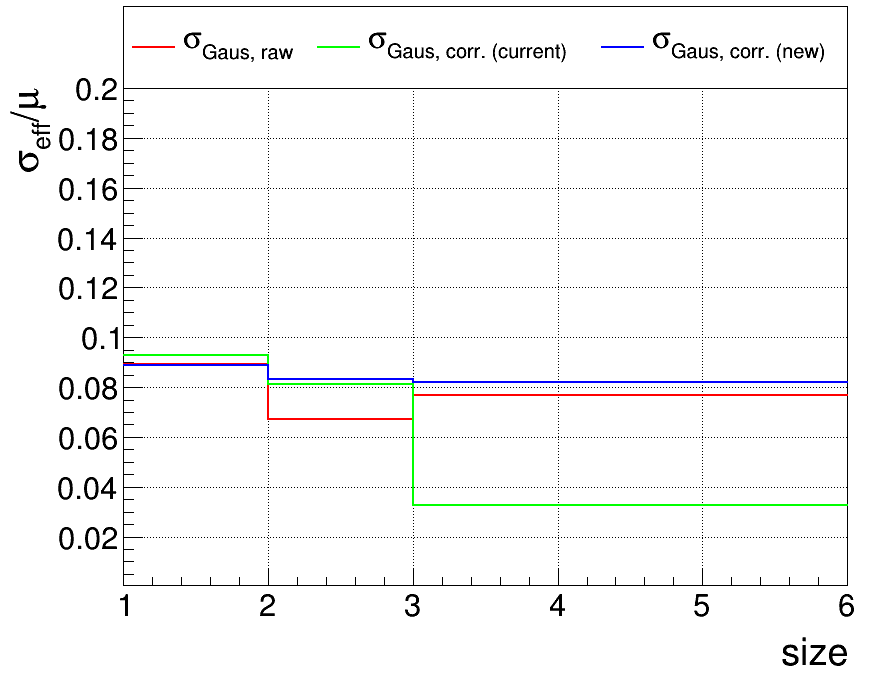 σGaus, raw σGaus, corr. (current) σGaus, corr. (new)
σeff/μ
0.2
0.18
0.16
0.14
0.12
0.1
0.08
0.06
0.04
0.02
1 2 3 4 5 6
size